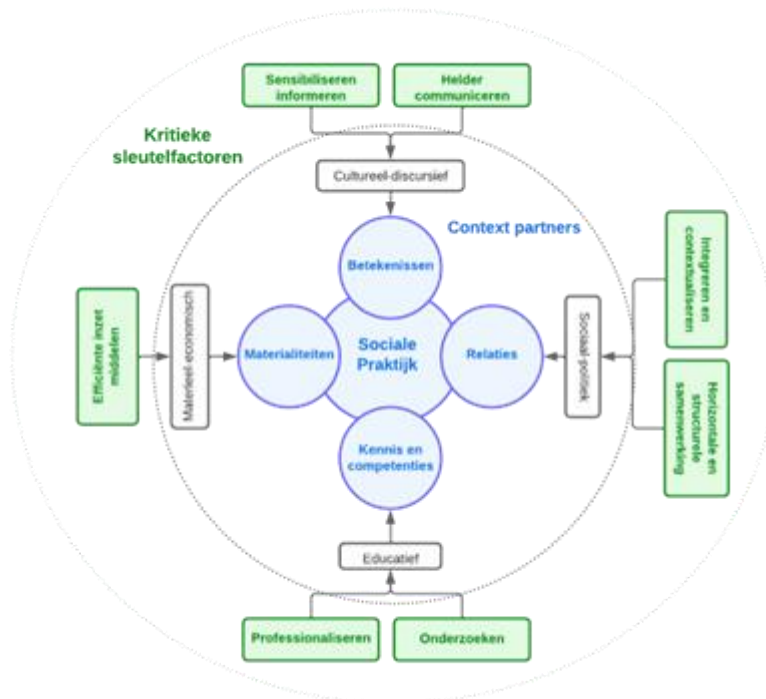 Sensibiliseren
informeren
Helder
communiceren
Kritieke
sleutelfactoren
Cultureel-discursief
Context partners
Betekenissen
Integreren en
contextualiseren
Efficiënte inzet
middelen
Materieel-economisch
Materialiteiten
Sociale
Praktijk
Relaties
Sociaal-politiek
Horizontale en
structurele
samenwerking
Kennis en
competenties
Educatief
Professionaliseren
Onderzoeken